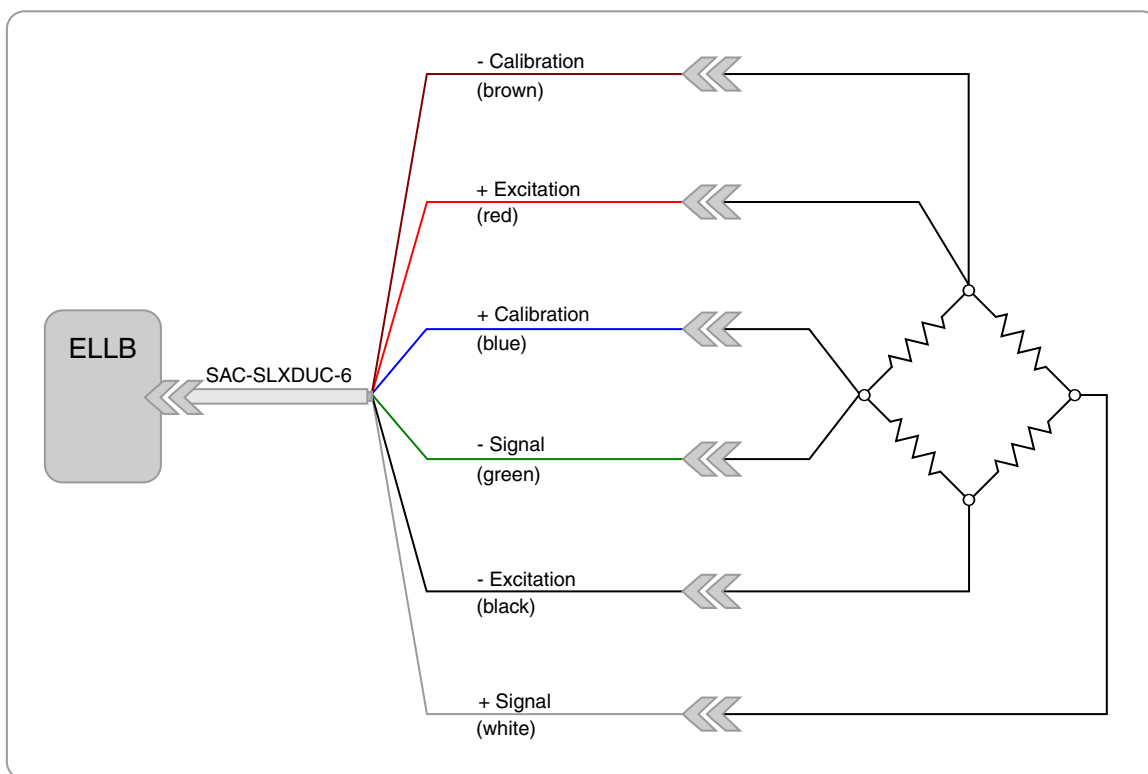 - Calibration
(brown)
+ Excitation
(red)
+ Calibration
(blue)
ELLB
SAC-SLXDUC-6
- Signal
(green)
- Excitation
(black)
+ Signal
(white)